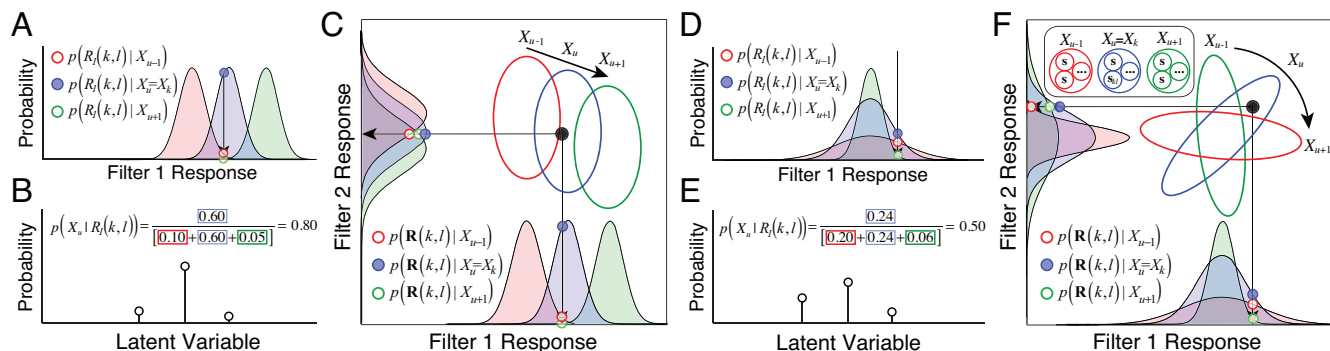 A
Probability
p(R₁(k,l) | Xᵤ₋₁)
p(R₁(k,l) | Xᵤ=Xₖ)
p(R₁(k,l) | Xᵤ₊₁)
Filter 1 Response
B
Probability
p(Xᵤ | R₁(k,l)) = 0.60 / [0.10+0.60+0.05] = 0.80
Latent Variable
C
Filter 2 Response
Xᵤ₋₁
Xᵤ
Xᵤ₊₁
p(R(k,l) | Xᵤ₋₁)
p(R(k,l) | Xᵤ=Xₖ)
p(R(k,l) | Xᵤ₊₁)
Filter 1 Response
D
Probability
p(R₁(k,l) | Xᵤ₋₁)
p(R₁(k,l) | Xᵤ=Xₖ)
p(R₁(k,l) | Xᵤ₊₁)
Filter 1 Response
E
Probability
p(Xᵤ | R₁(k,l)) = 0.24 / [0.20+0.24+0.06] = 0.50
Latent Variable
F
Filter 2 Response
Xᵤ₋₁ Xᵤ=Xₖ Xᵤ₊₁
s s s
... ... ...
s sₖₗ s
Xᵤ₋₁
Xᵤ
Xᵤ₊₁
p(R(k,l) | Xᵤ₋₁)
p(R(k,l) | Xᵤ=Xₖ)
p(R(k,l) | Xᵤ₊₁)
Filter 1 Response